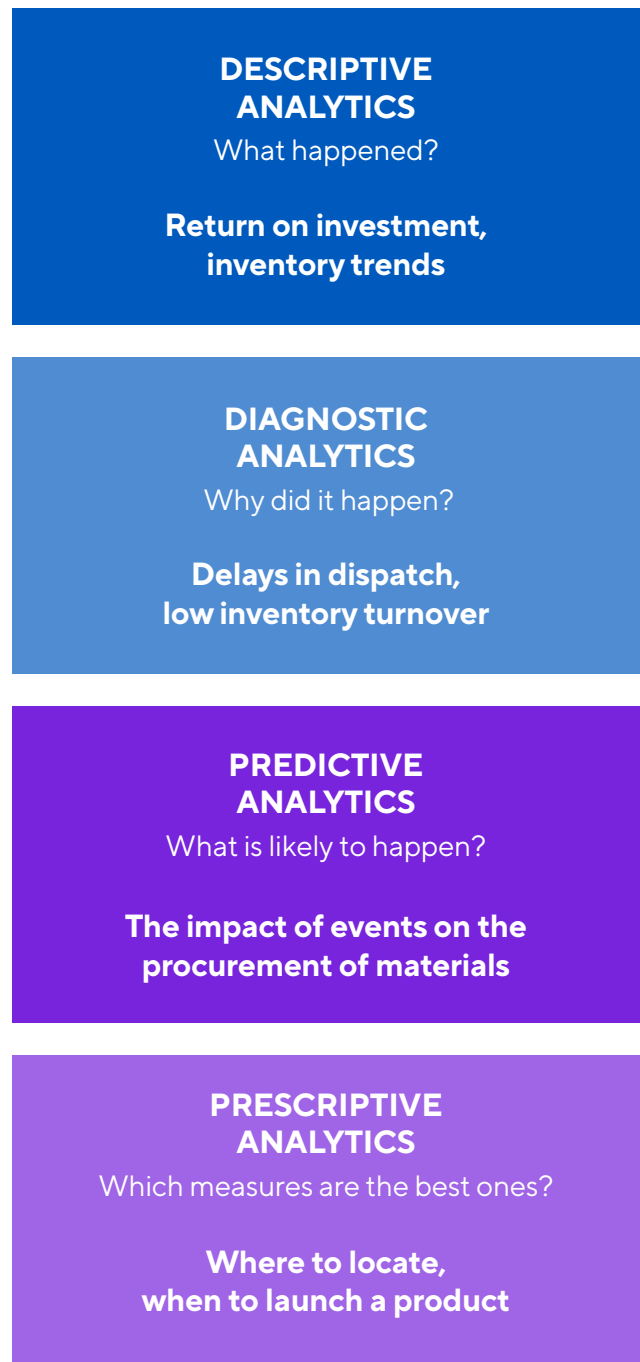 DESCRIPTIVE
ANALYTICS
What happened?
Return on investment,
inventory trends
DIAGNOSTIC
ANALYTICS
Why did it happen?
Delays in dispatch,
low inventory turnover
PREDICTIVE
ANALYTICS
What is likely to happen?
The impact of events on the
procurement of materials
PRESCRIPTIVE
ANALYTICS
Which measures are the best ones?
Where to locate,
when to launch a product